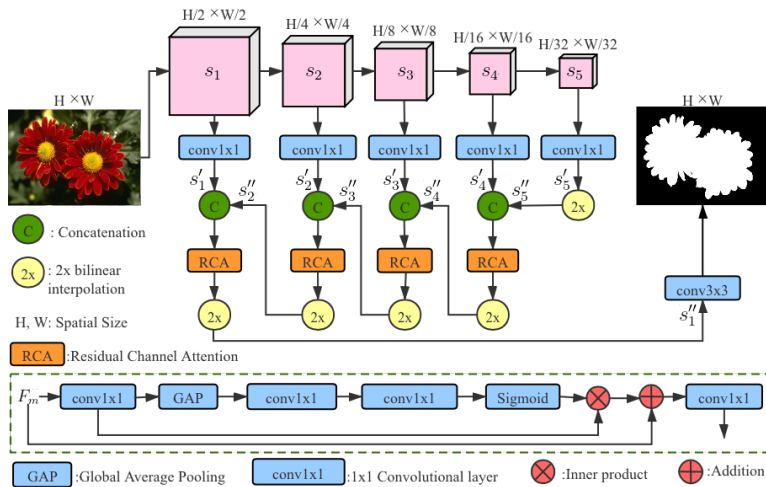 H/2 ×W/2
H/4 ×W/4
H/8 ×W/8
H/16 ×W/16
H/32 ×W/32
s1 s2 s3 s4 s5
H ×W
H ×W
conv1x1 conv1x1 conv1x1 conv1x1 conv1x1
s′1 s″2 s′2 s″3 s′3 s″4 s′4 s″5 s′5
C C C C 2x
C : Concatenation
RCA RCA RCA RCA
2x : 2x bilinear
interpolation
2x 2x 2x 2x
conv3x3
s″1
H, W: Spatial Size
RCA :Residual Channel Attention
Fm conv1x1 GAP conv1x1 conv1x1 Sigmoid conv1x1
GAP :Global Average Pooling
conv1x1 :1x1 Convolutional layer
:Inner product
:Addition